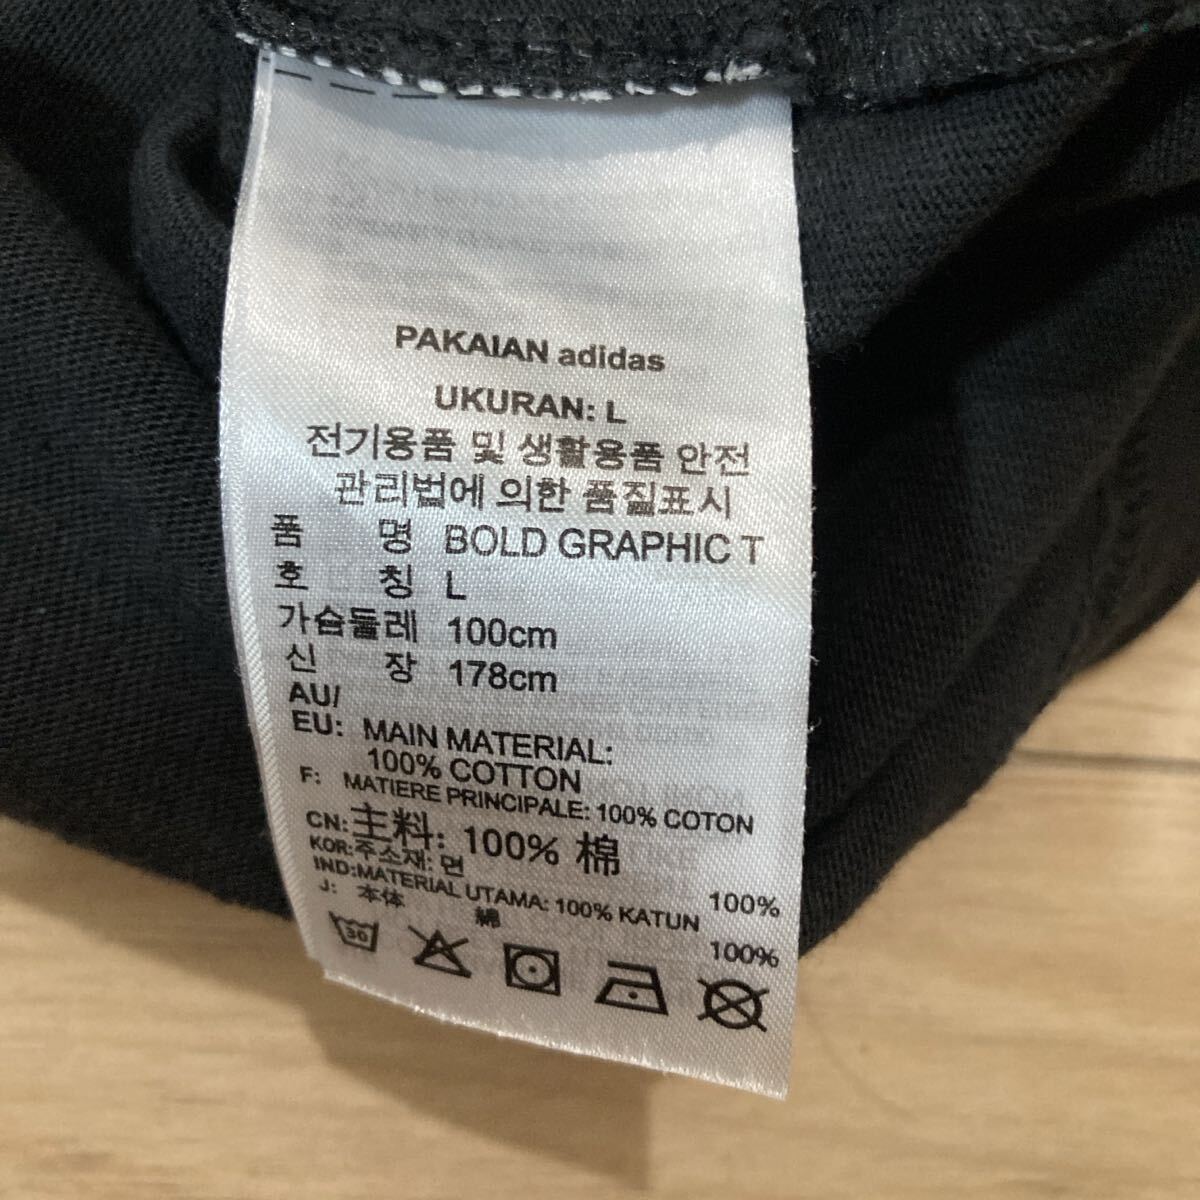 PAKAIAN adidas
UKURAN: L
전기용품 및 생활용품 안전
관리법에 의한 품질표시
품 명 BOLD GRAPHIC T
호 칭 L
가슴둘레 100cm
신 장 178cm
AU/
EU: MAIN MATERIAL:
100% COTTON
F: MATIERE PRINCIPALE: 100% COTON
CN: 主料: 100% 棉
KOR: 주소재: 면 100%
IND: MATERIAL UTAMA: 100% KATUN
J: 本体 綿 100%
30